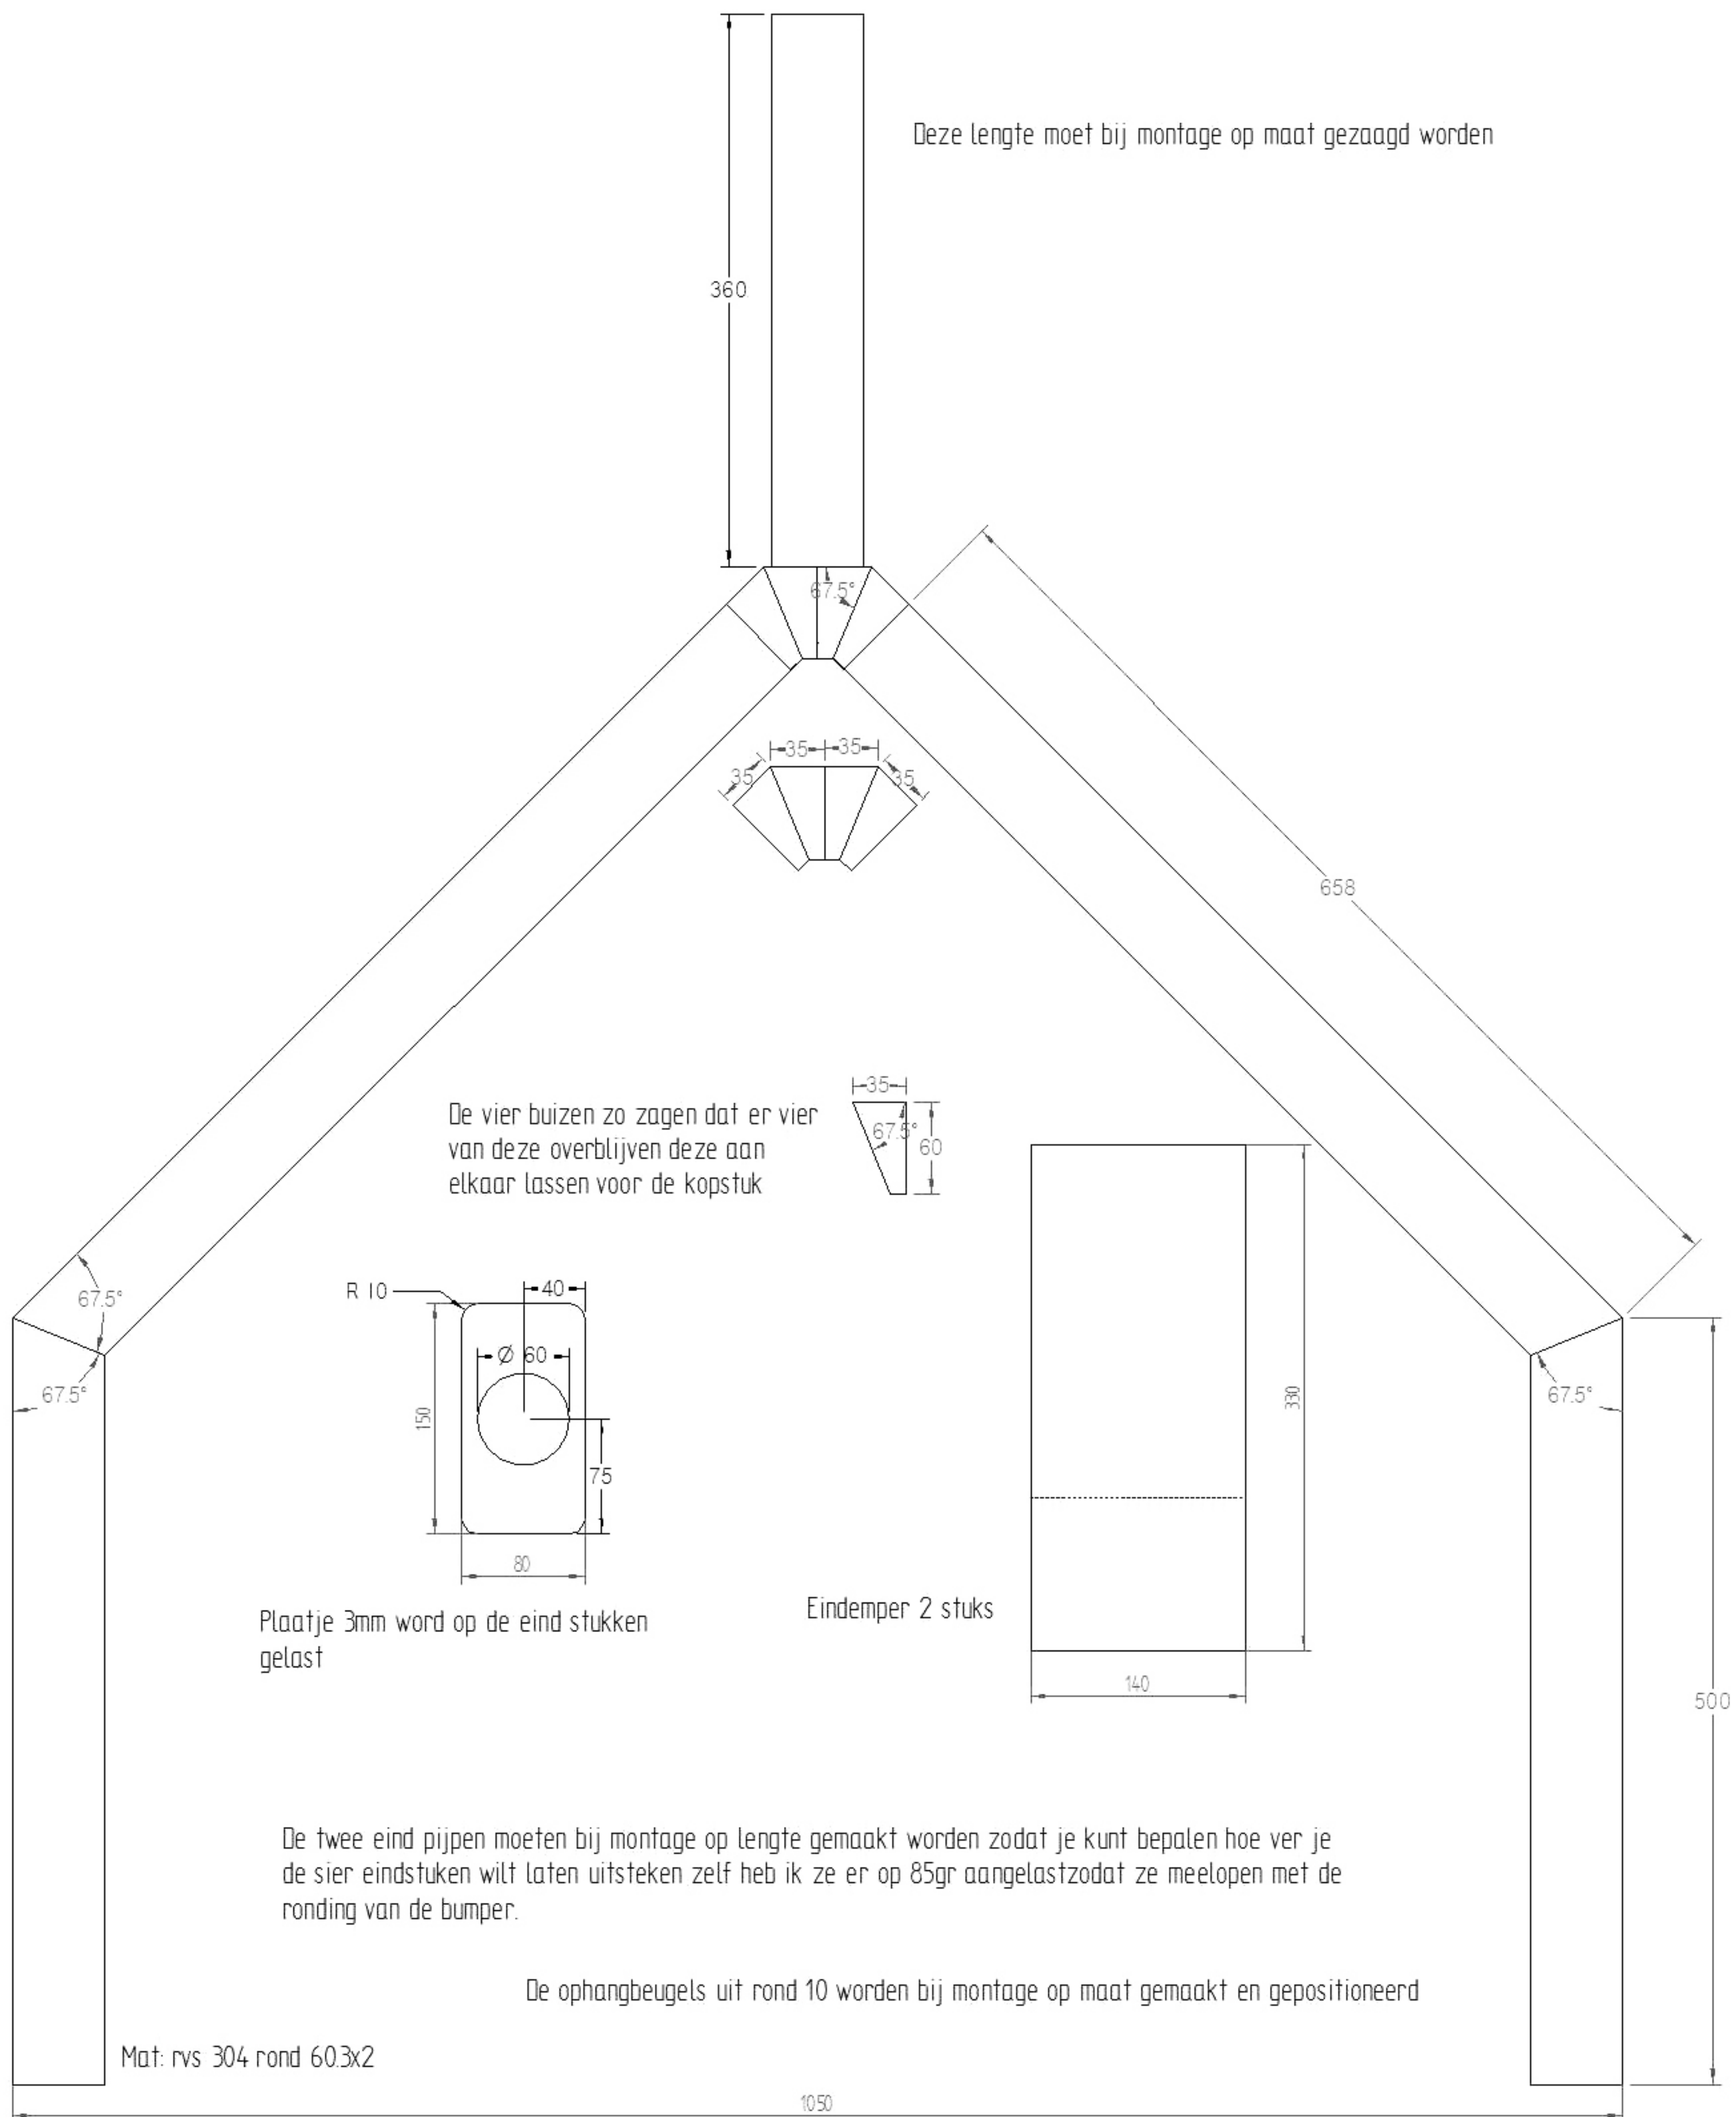 Deze lengte moet bij montage op maat gezaagd worden
360
67.5°
35 35
35 35
658
De vier buizen zo zagen dat er vier
van deze overblijven deze aan
elkaar lassen voor de kopstuk
35
67.5°
60
67.5°
67.5°
R 10
40
Ø 60
150
75
80
Plaatje 3mm word op de eind stukken
gelast
330
140
Eindemper 2 stuks
67.5°
500
De twee eind pijpen moeten bij montage op lengte gemaakt worden zodat je kunt bepalen hoe ver je
de sier eindstuken wilt laten uitsteken zelf heb ik ze er op 85gr aangelastzodat ze meelopen met de
ronding van de bumper.
De ophangbeugels uit rond 10 worden bij montage op maat gemaakt en gepositioneerd
Mat: rvs 304 rond 60.3x2
1050